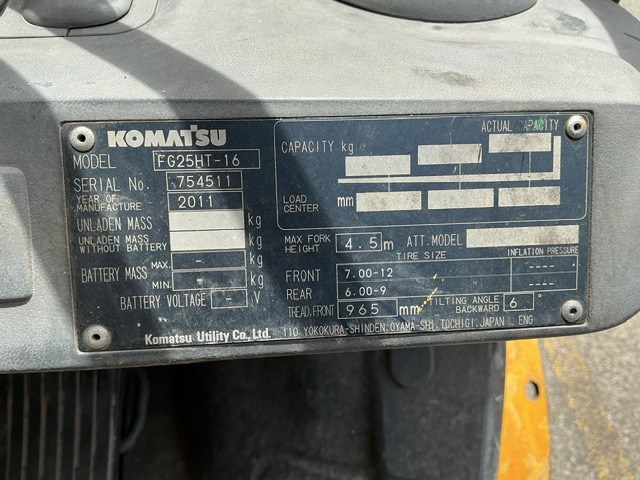 KOMATSU
MODEL FG25HT-16
SERIAL No. 754511
YEAR OF MANUFACTURE 2011
UNLADEN MASS kg
UNLADEN MASS WITHOUT BATTERY kg
BATTERY MASS MAX. - kg
MIN. - kg
BATTERY VOLTAGE - V
ACTUAL CAPACITY
CAPACITY kg
LOAD CENTER mm
MAX FORK HEIGHT 4.5 m ATT. MODEL
TIRE SIZE INFLATION PRESSURE
FRONT 7.00-12 ----
REAR 6.00-9 ----
TREAD.FRONT 965 mm TILTING ANGLE BACKWARD 6°
Komatsu Utility Co., Ltd. 110 YOKOKURA-SHINDEN, OYAMA-SHI, TOCHIGI, JAPAN ENG